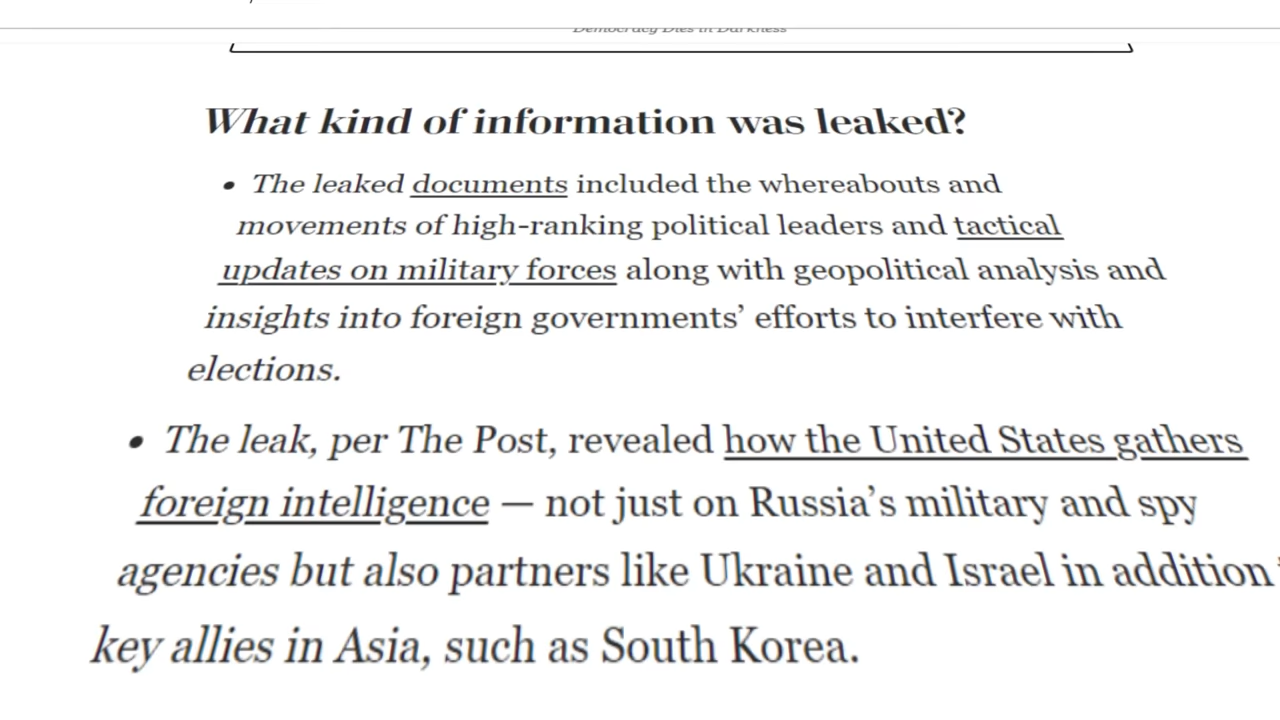 Democracy Dies in Darkness
What kind of information was leaked?
• The leaked documents included the whereabouts and
movements of high-ranking political leaders and tactical
updates on military forces along with geopolitical analysis and
insights into foreign governments’ efforts to interfere with
elections.
• The leak, per The Post, revealed how the United States gathers
foreign intelligence — not just on Russia’s military and spy
agencies but also partners like Ukraine and Israel in addition
key allies in Asia, such as South Korea.